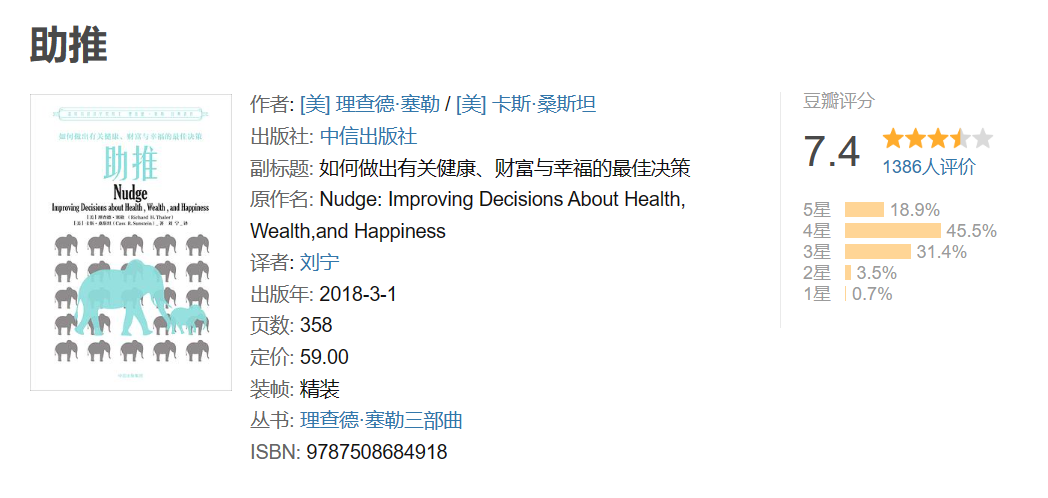 助推
如何做出有关健康、财富与幸福的最佳决策
助推
Nudge
Improving Decisions about Health, Wealth, and Happiness
[美] 理查德·塞勒 (Richard H. Thaler)
[美] 卡斯·桑斯坦 (Cass R. Sunstein) 著 刘 宁 译
中信出版集团
作者: [美] 理查德·塞勒 / [美] 卡斯·桑斯坦
出版社: 中信出版社
副标题: 如何做出有关健康、财富与幸福的最佳决策
原作名: Nudge: Improving Decisions About Health,
Wealth,and Happiness
译者: 刘宁
出版年: 2018-3-1
页数: 358
定价: 59.00
装帧: 精装
丛书: 理查德·塞勒三部曲
ISBN: 9787508684918
豆瓣评分
7.4
1386人评价
5星 18.9%
4星 45.5%
3星 31.4%
2星 3.5%
1星 0.7%